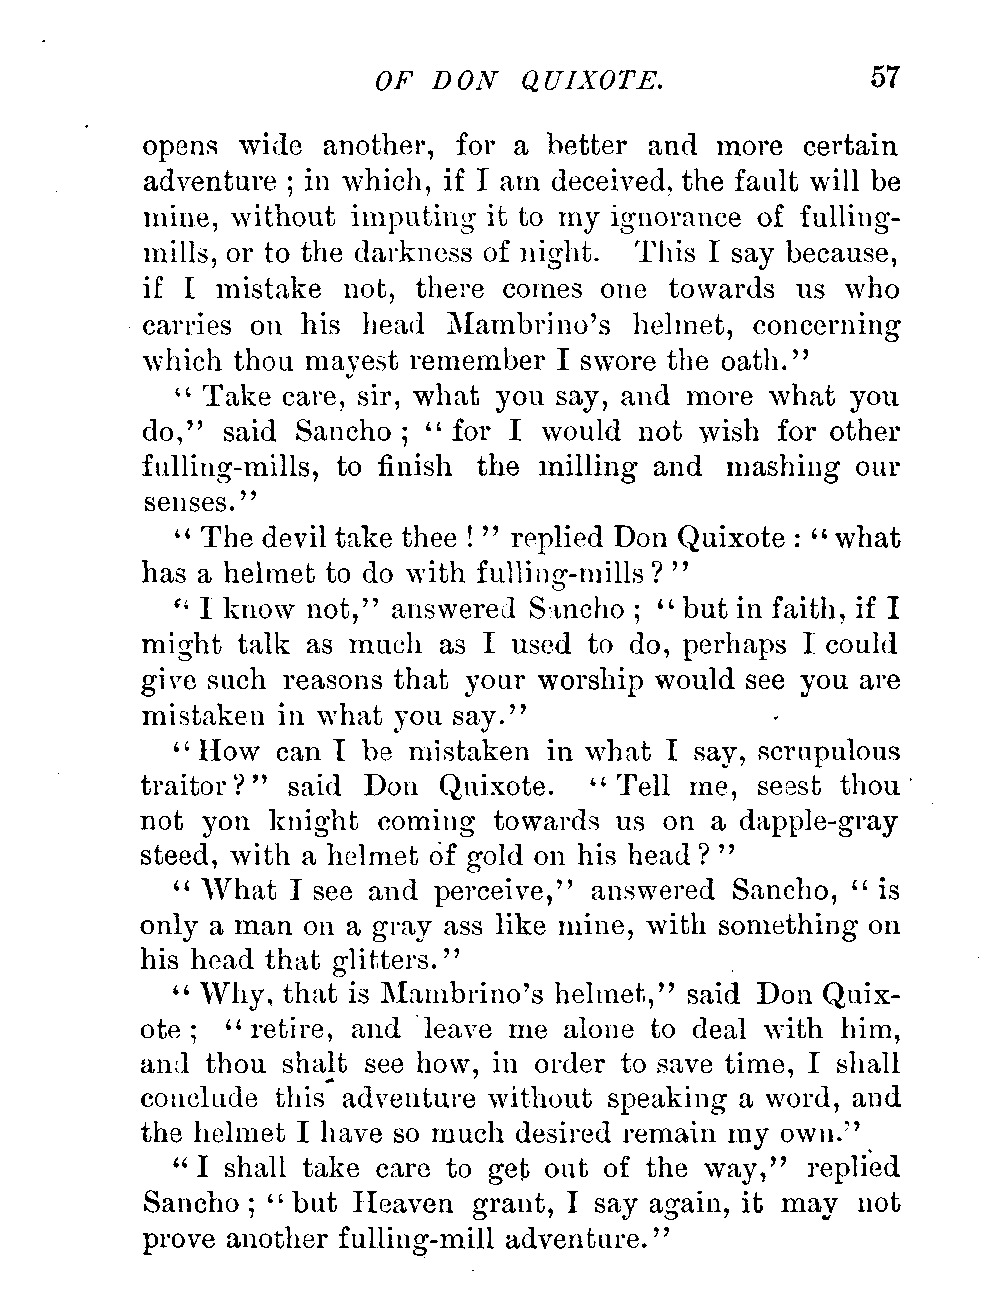 OF DON QUIXOTE. 57
opens wide another, for a better and more certain
adventure ; in which, if I am deceived, the fault will be
mine, without imputing it to my ignorance of fulling-
mills, or to the darkness of night. This I say because,
if I mistake not, there comes one towards us who
carries on his head Mambrino's helmet, concerning
which thou mayest remember I swore the oath."
" Take care, sir, what you say, and more what you
do," said Sancho ; " for I would not wish for other
fulling-mills, to finish the milling and mashing our
senses."
" The devil take thee ! " replied Don Quixote : " what
has a helmet to do with fulling-mills ? "
" I know not," answered Sancho ; " but in faith, if I
might talk as much as I used to do, perhaps I could
give such reasons that your worship would see you are
mistaken in what you say."
" How can I be mistaken in what I say, scrupulous
traitor ? " said Don Quixote. " Tell me, seest thou
not yon knight coming towards us on a dapple-gray
steed, with a helmet of gold on his head ? "
" What I see and perceive," answered Sancho, " is
only a man on a gray ass like mine, with something on
his head that glitters."
" Why, that is Mambrino's helmet," said Don Quix-
ote ; " retire, and leave me alone to deal with him,
and thou shalt see how, in order to save time, I shall
conclude this adventure without speaking a word, and
the helmet I have so much desired remain my own."
" I shall take care to get out of the way," replied
Sancho ; " but Heaven grant, I say again, it may not
prove another fulling-mill adventure."